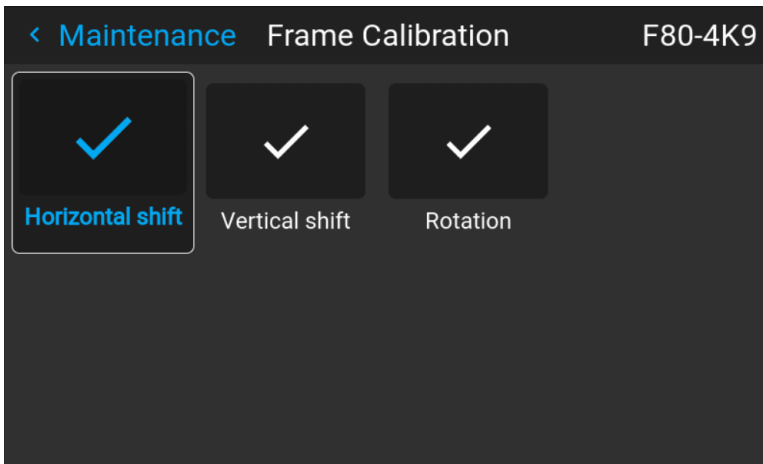 Maintenance Frame Calibration F80-4K9
Horizontal shift Vertical shift Rotation